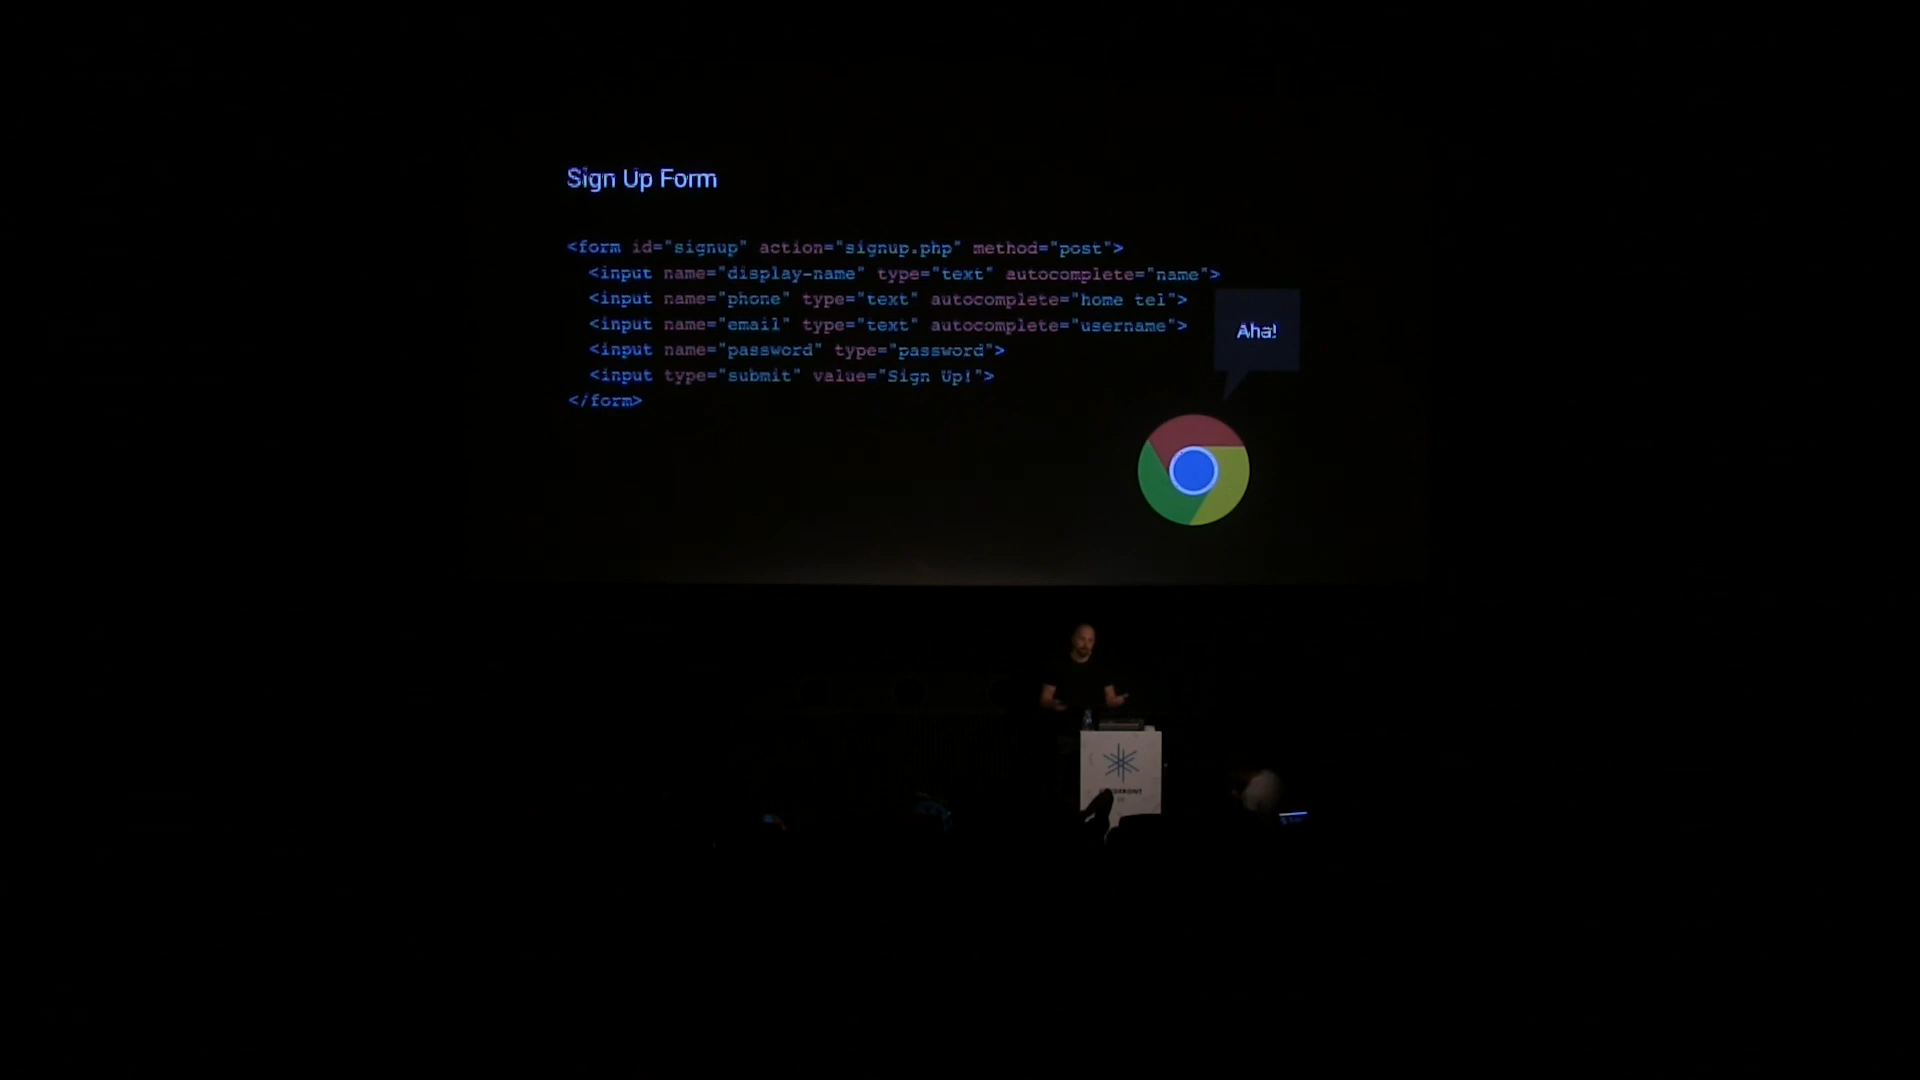 Sign Up Form
<form id="signup" action="signup.php" method="post">
<input name="display-name" type="text" autocomplete="name">
<input name="phone" type="text" autocomplete="home tel">
<input name="email" type="text" autocomplete="username">
<input name="password" type="password">
<input type="submit" value="Sign Up!">
</form>
Aha!